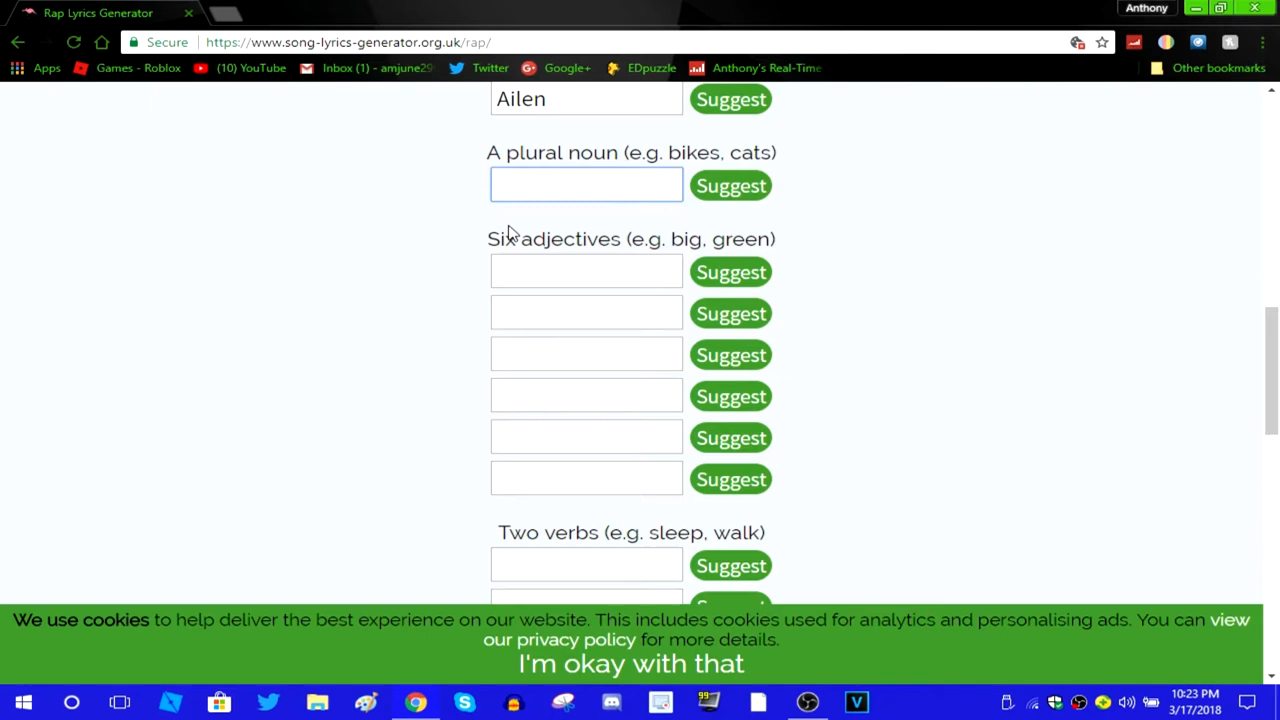 Rap Lyrics Generator
Anthony
Secure
https://www.song-lyrics-generator.org.uk/rap/
Apps
Games - Roblox
(10) YouTube
Inbox (1) - amjune29
Twitter
Google+
EDpuzzle
Anthony's Real-Time
Other bookmarks
Ailen
Suggest
A plural noun (e.g. bikes, cats)
Suggest
Six adjectives (e.g. big, green)
Suggest
Suggest
Suggest
Suggest
Suggest
Suggest
Two verbs (e.g. sleep, walk)
Suggest
We use cookies to help deliver the best experience on our website. This includes cookies used for analytics and personalising ads. You can view
our privacy policy for more details.
I'm okay with that
99
10:23 PM
3/17/2018